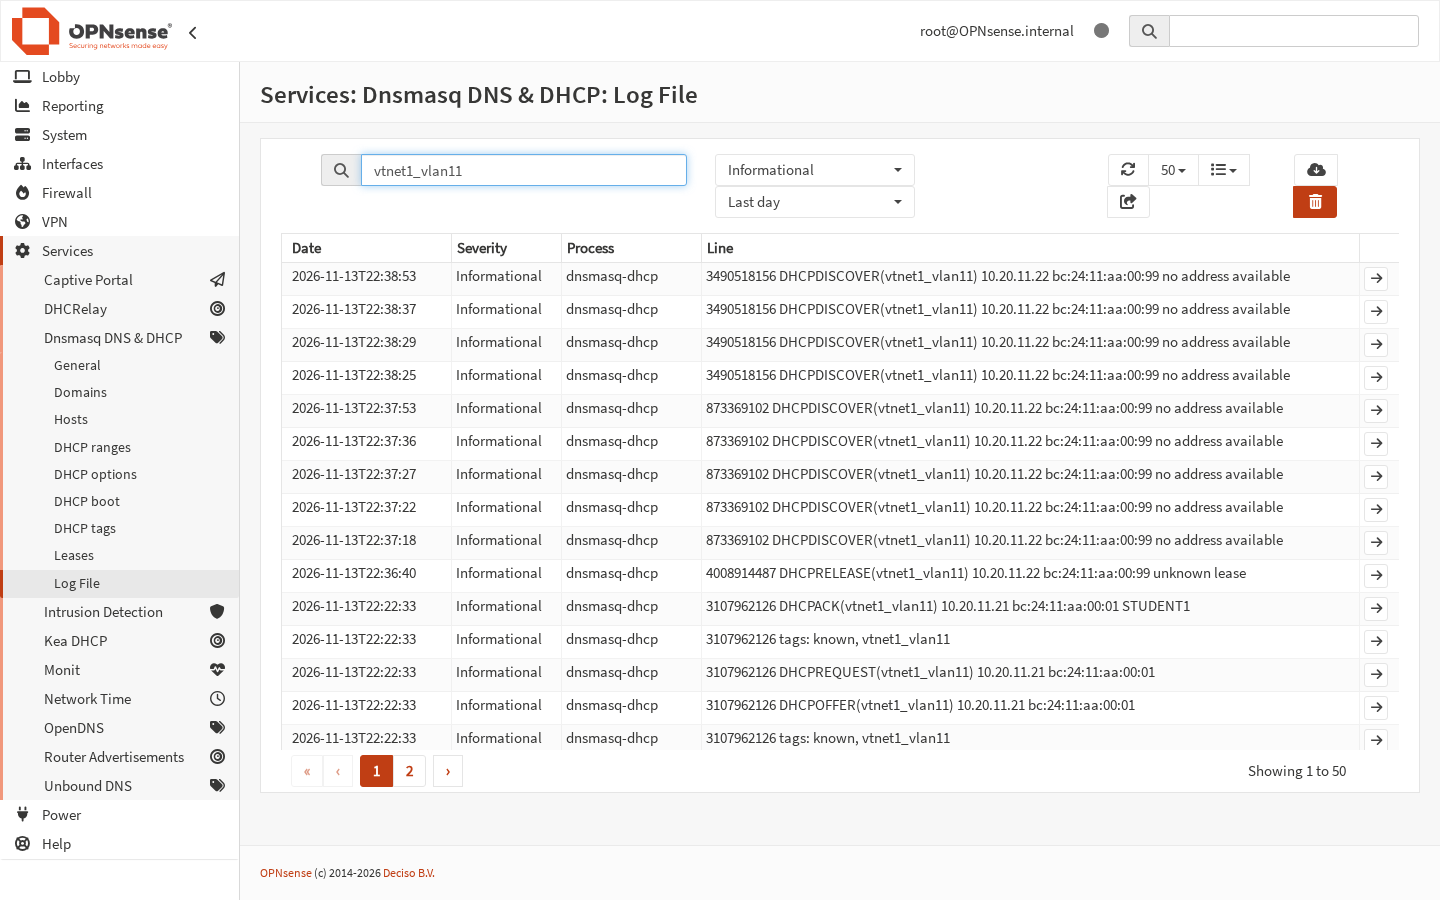 OPNsense®
Securing networks made easy
root@OPNsense.internal
Lobby
Reporting
System
Interfaces
Firewall
VPN
Services
Captive Portal
DHCRelay
Dnsmasq DNS & DHCP
General
Domains
Hosts
DHCP ranges
DHCP options
DHCP boot
DHCP tags
Leases
Log File
Intrusion Detection
Kea DHCP
Monit
Network Time
OpenDNS
Router Advertisements
Unbound DNS
Power
Help
Services: Dnsmasq DNS & DHCP: Log File
vtnet1_vlan11
Informational
50
Last day
Date Severity Process Line
2026-11-13T22:38:53 Informational dnsmasq-dhcp 3490518156 DHCPDISCOVER(vtnet1_vlan11) 10.20.11.22 bc:24:11:aa:00:99 no address available
2026-11-13T22:38:37 Informational dnsmasq-dhcp 3490518156 DHCPDISCOVER(vtnet1_vlan11) 10.20.11.22 bc:24:11:aa:00:99 no address available
2026-11-13T22:38:29 Informational dnsmasq-dhcp 3490518156 DHCPDISCOVER(vtnet1_vlan11) 10.20.11.22 bc:24:11:aa:00:99 no address available
2026-11-13T22:38:25 Informational dnsmasq-dhcp 3490518156 DHCPDISCOVER(vtnet1_vlan11) 10.20.11.22 bc:24:11:aa:00:99 no address available
2026-11-13T22:37:53 Informational dnsmasq-dhcp 873369102 DHCPDISCOVER(vtnet1_vlan11) 10.20.11.22 bc:24:11:aa:00:99 no address available
2026-11-13T22:37:36 Informational dnsmasq-dhcp 873369102 DHCPDISCOVER(vtnet1_vlan11) 10.20.11.22 bc:24:11:aa:00:99 no address available
2026-11-13T22:37:27 Informational dnsmasq-dhcp 873369102 DHCPDISCOVER(vtnet1_vlan11) 10.20.11.22 bc:24:11:aa:00:99 no address available
2026-11-13T22:37:22 Informational dnsmasq-dhcp 873369102 DHCPDISCOVER(vtnet1_vlan11) 10.20.11.22 bc:24:11:aa:00:99 no address available
2026-11-13T22:37:18 Informational dnsmasq-dhcp 873369102 DHCPDISCOVER(vtnet1_vlan11) 10.20.11.22 bc:24:11:aa:00:99 no address available
2026-11-13T22:36:40 Informational dnsmasq-dhcp 4008914487 DHCPRELEASE(vtnet1_vlan11) 10.20.11.22 bc:24:11:aa:00:99 unknown lease
2026-11-13T22:22:33 Informational dnsmasq-dhcp 3107962126 DHCPACK(vtnet1_vlan11) 10.20.11.21 bc:24:11:aa:00:01 STUDENT1
2026-11-13T22:22:33 Informational dnsmasq-dhcp 3107962126 tags: known, vtnet1_vlan11
2026-11-13T22:22:33 Informational dnsmasq-dhcp 3107962126 DHCPREQUEST(vtnet1_vlan11) 10.20.11.21 bc:24:11:aa:00:01
2026-11-13T22:22:33 Informational dnsmasq-dhcp 3107962126 DHCPOFFER(vtnet1_vlan11) 10.20.11.21 bc:24:11:aa:00:01
2026-11-13T22:22:33 Informational dnsmasq-dhcp 3107962126 tags: known, vtnet1_vlan11
« ‹ 1 2 › Showing 1 to 50
OPNsense (c) 2014-2026 Deciso B.V.